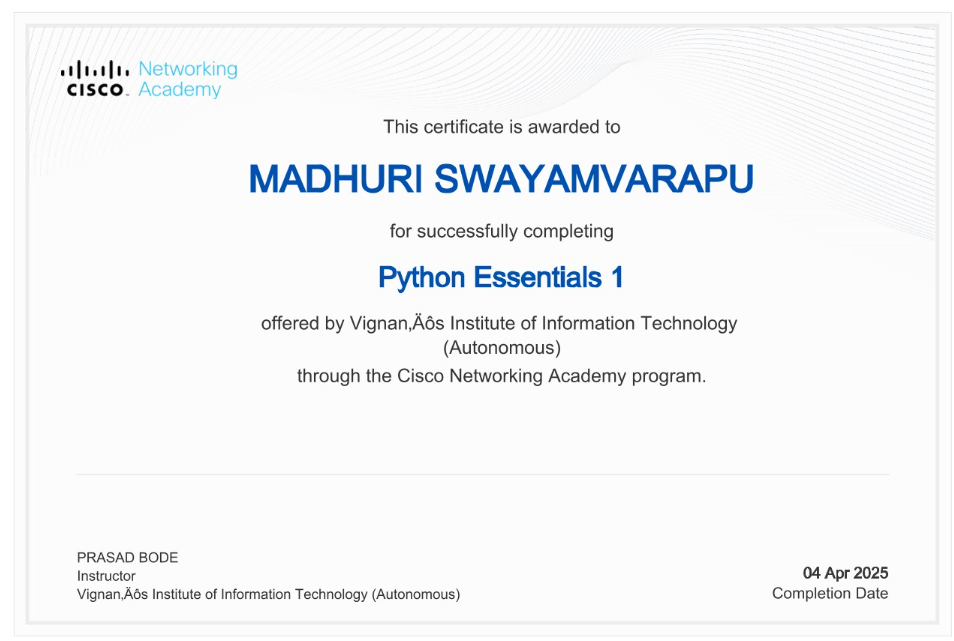 Networking
CISCO Academy
This certificate is awarded to
MADHURI SWAYAMVARAPU
for successfully completing
Python Essentials 1
offered by Vignan‚Äôs Institute of Information Technology
(Autonomous)
through the Cisco Networking Academy program.
PRASAD BODE
Instructor
Vignan‚Äôs Institute of Information Technology (Autonomous)
04 Apr 2025
Completion Date